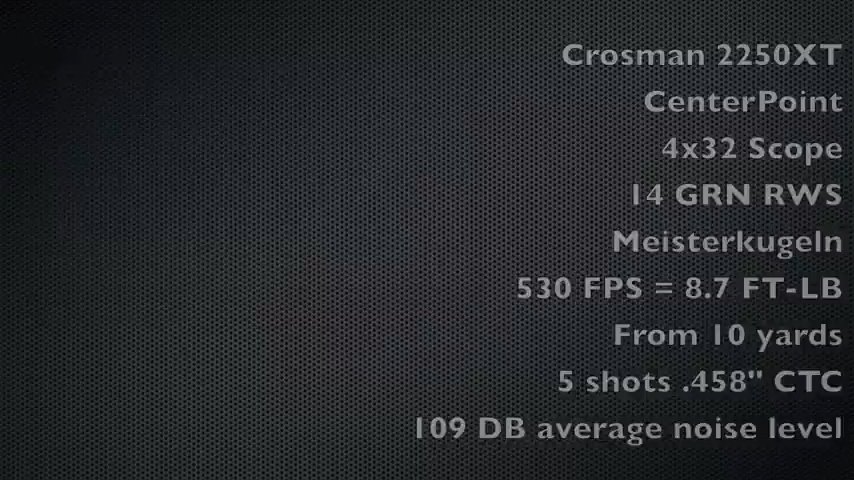 Crosman 2250XT
CenterPoint
4x32 Scope
14 GRN RWS
Meisterkugeln
530 FPS = 8.7 FT-LB
From 10 yards
5 shots .458" CTC
109 DB average noise level